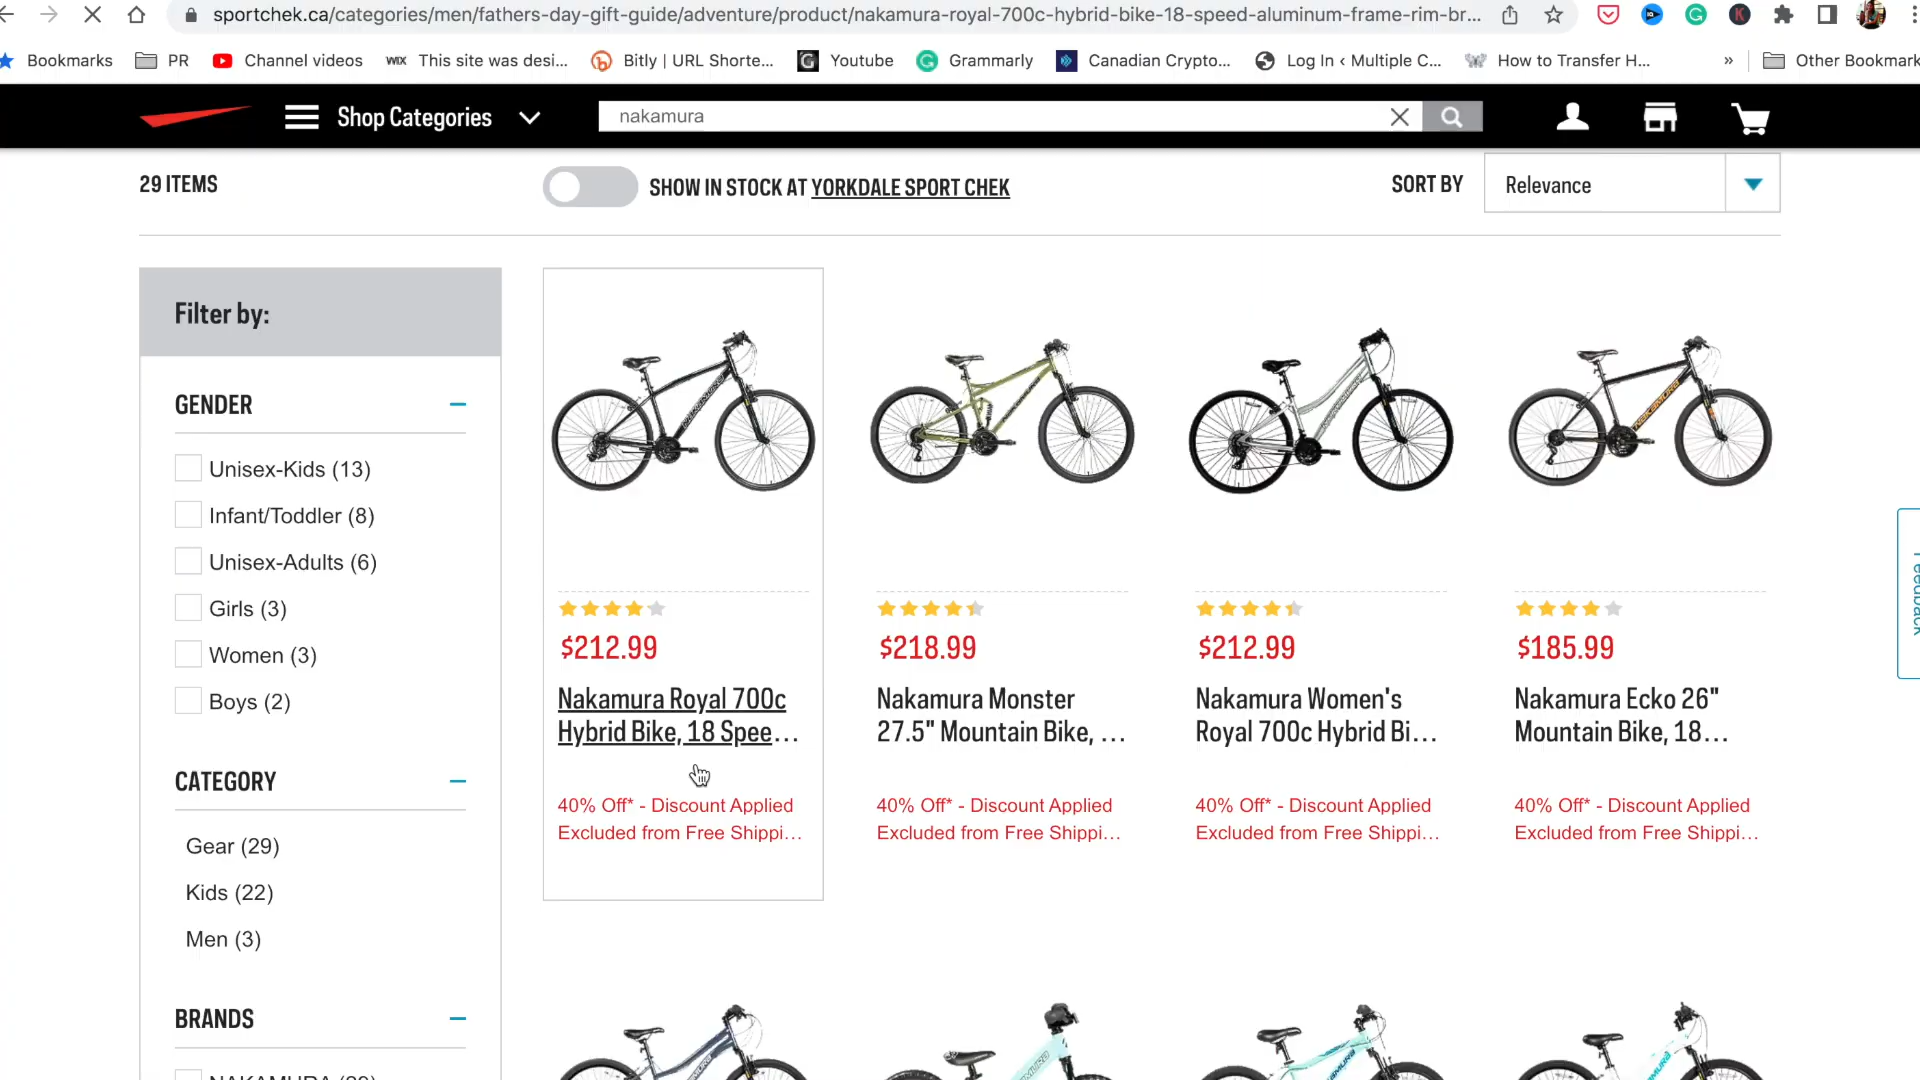 sportchek.ca/categories/men/fathers-day-gift-guide/adventure/product/nakamura-royal-700c-hybrid-bike-18-speed-aluminum-frame-rim-br...
Bookmarks PR Channel videos WIX This site was desi... Bitly | URL Shorte... Youtube Grammarly Canadian Crypto... Log In ‹ Multiple C... How to Transfer H... » Other Bookmark
Shop Categories nakamura
29 ITEMS SHOW IN STOCK AT YORKDALE SPORT CHEK SORT BY Relevance
Filter by:
GENDER
Unisex-Kids (13)
Infant/Toddler (8)
Unisex-Adults (6)
Girls (3)
Women (3)
Boys (2)
CATEGORY
Gear (29)
Kids (22)
Men (3)
BRANDS
NAKAMURA (29)
$212.99
Nakamura Royal 700c
Hybrid Bike, 18 Spee...
40% Off* - Discount Applied
Excluded from Free Shippi...
$218.99
Nakamura Monster
27.5" Mountain Bike, ...
40% Off* - Discount Applied
Excluded from Free Shippi...
$212.99
Nakamura Women's
Royal 700c Hybrid Bi...
40% Off* - Discount Applied
Excluded from Free Shippi...
$185.99
Nakamura Ecko 26"
Mountain Bike, 18...
40% Off* - Discount Applied
Excluded from Free Shippi...
Feedback